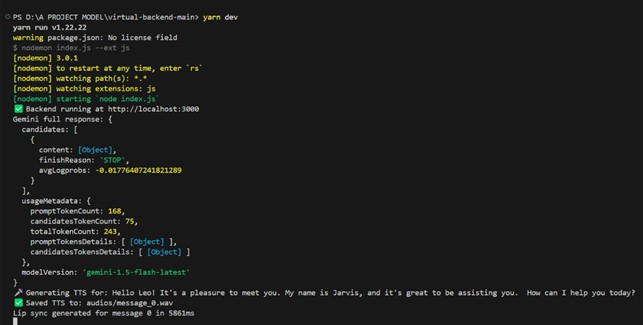 PS D:\A PROJECT MODEL\virtual-backend-main> yarn dev
yarn run v1.22.22
warning package.json: No license field
$ nodemon index.js --ext js
[nodemon] 3.0.1
[nodemon] to restart at any time, enter `rs`
[nodemon] watching path(s): *.*
[nodemon] watching extensions: js
[nodemon] starting `node index.js`
✅ Backend running at http://localhost:3000
Gemini full response: {
  candidates: [
    {
      content: [Object],
      finishReason: 'STOP',
      avgLogprobs: -0.01776407241821289
    }
  ],
  usageMetadata: {
    promptTokenCount: 168,
    candidatesTokenCount: 75,
    totalTokenCount: 243,
    promptTokensDetails: [ [Object] ],
    candidatesTokensDetails: [ [Object] ]
  },
  modelVersion: 'gemini-1.5-flash-latest'
}
🎤 Generating TTS for: Hello Leo! It's a pleasure to meet you. My name is Jarvis, and it's great to be assisting you.  How can I help you today?
✅ Saved TTS to: audios/message_0.wav
Lip sync generated for message 0 in 5861ms